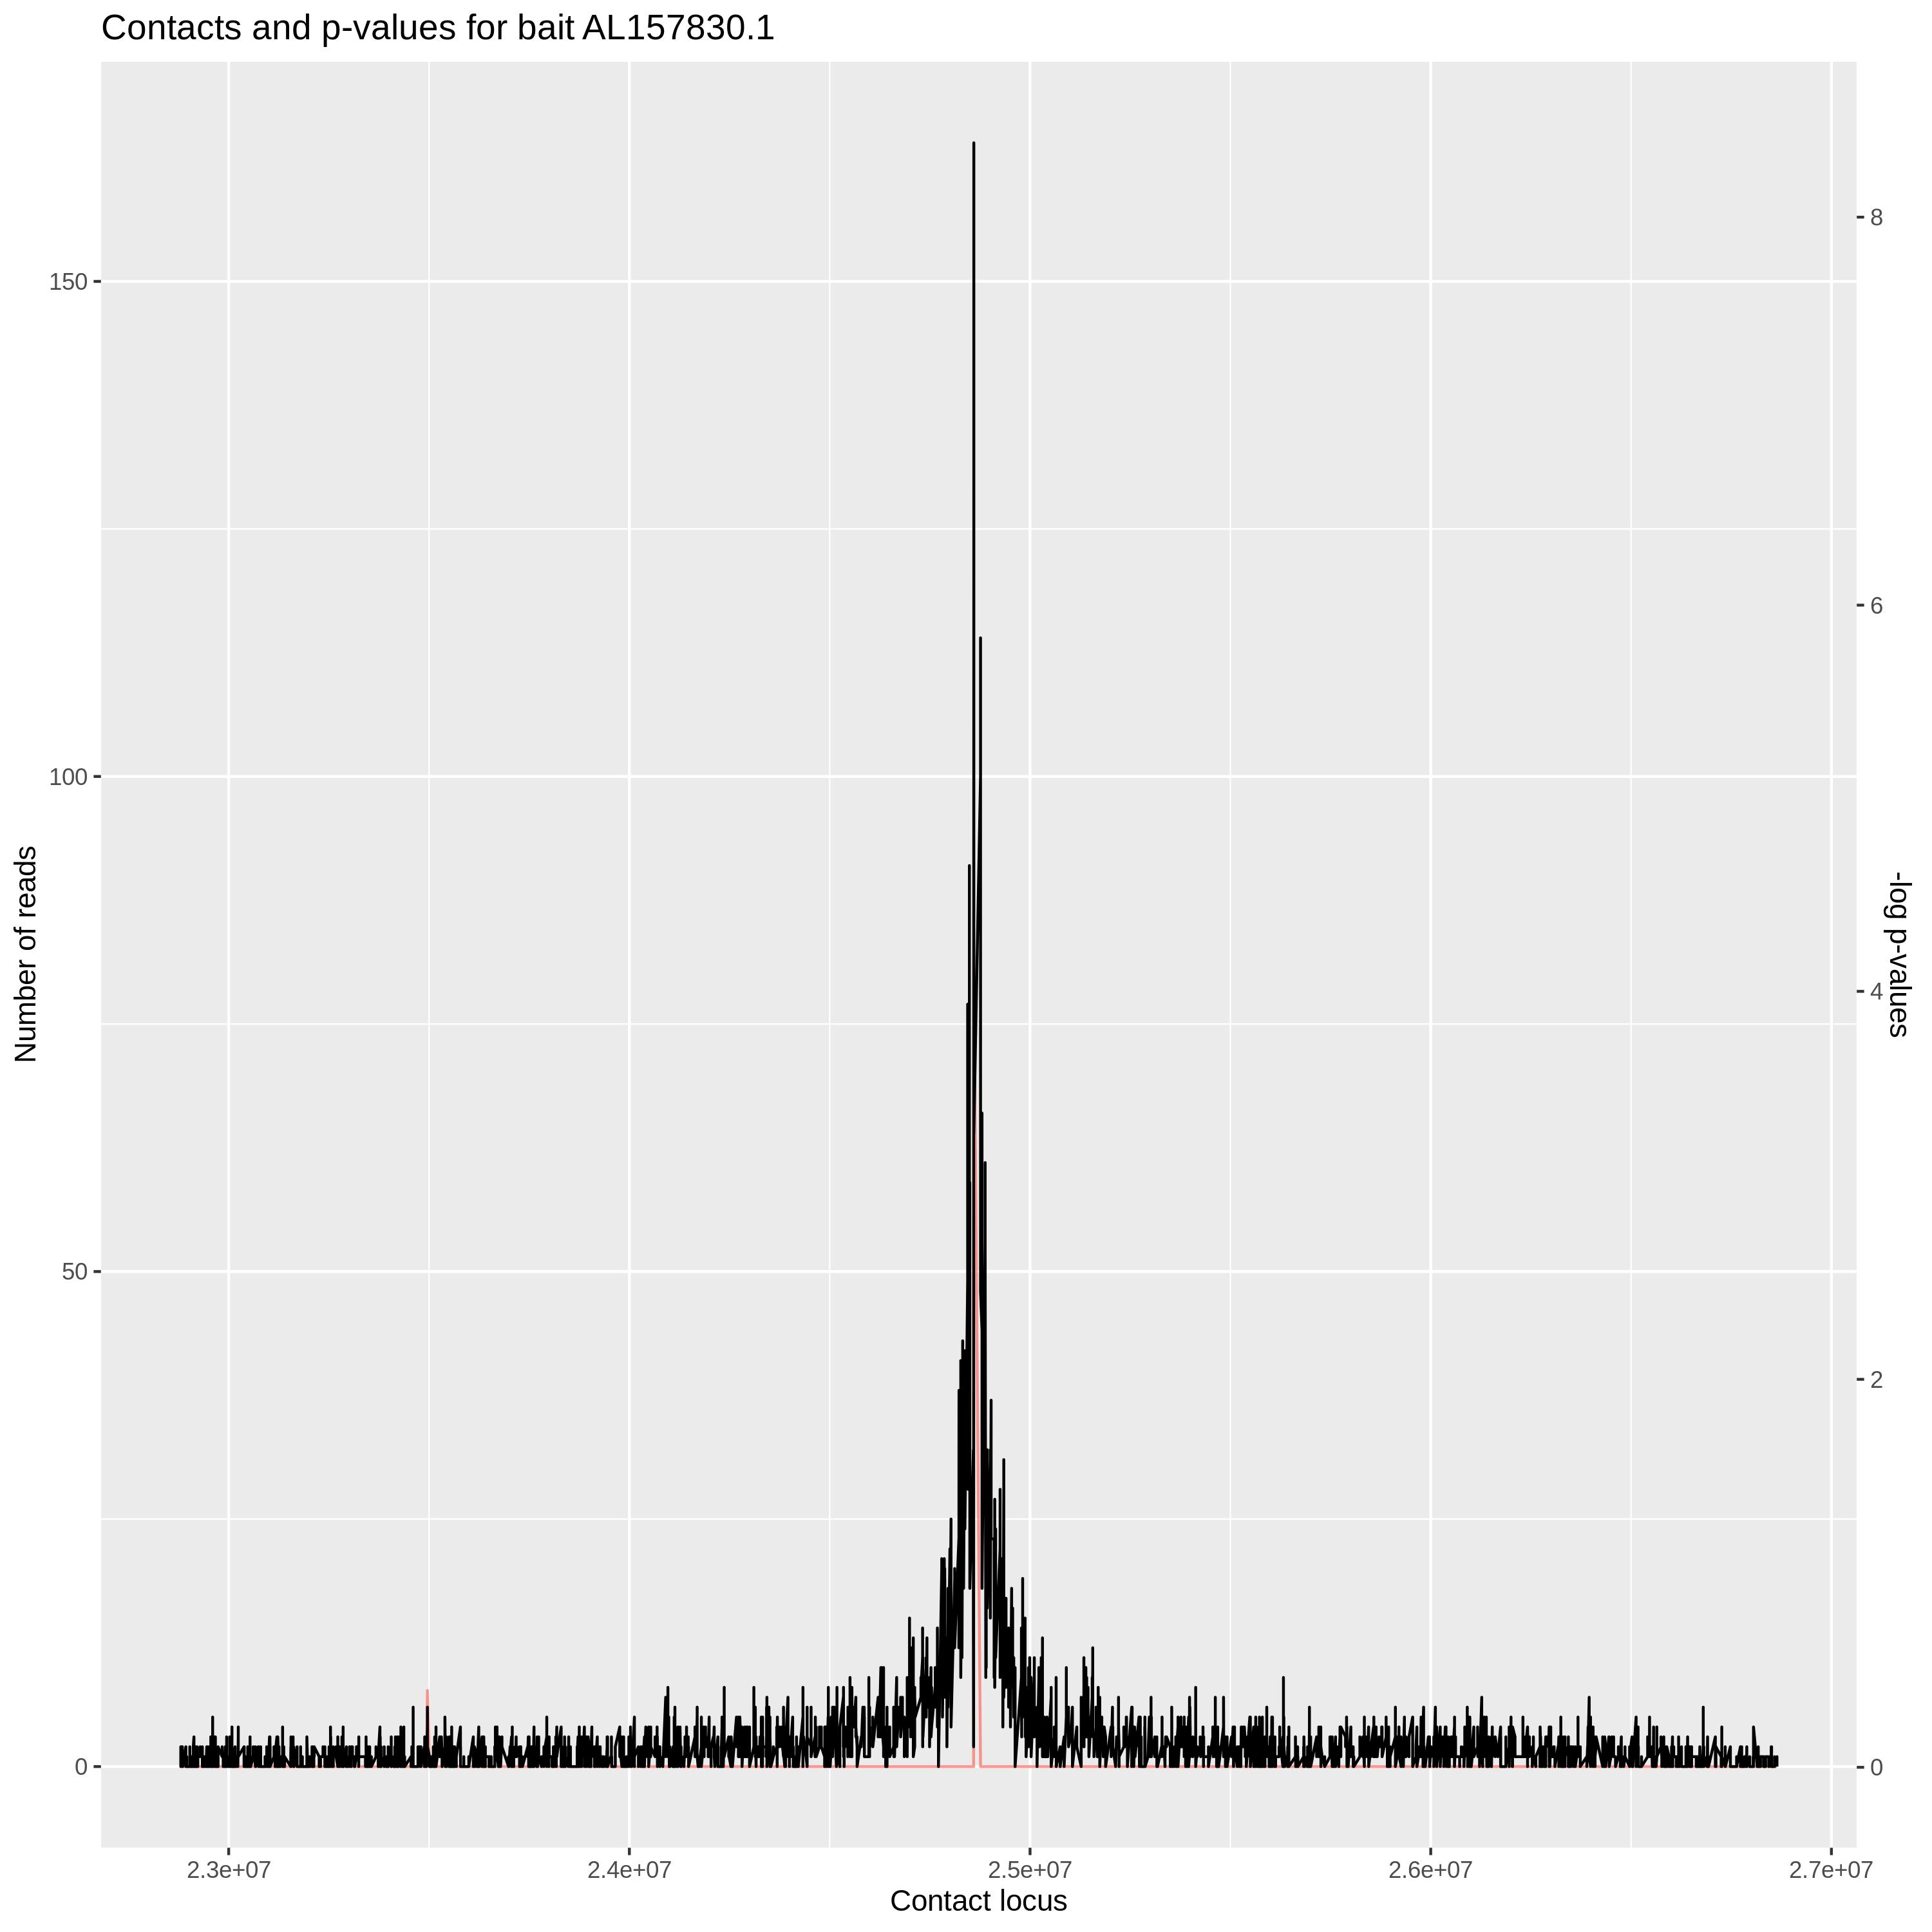 Contacts and p-values for bait AL157830.1
150
100
50
0
Number of reads
8
6
4
2
0
-log p-values
2.3e+07
2.4e+07
2.5e+07
2.6e+07
2.7e+07
Contact locus